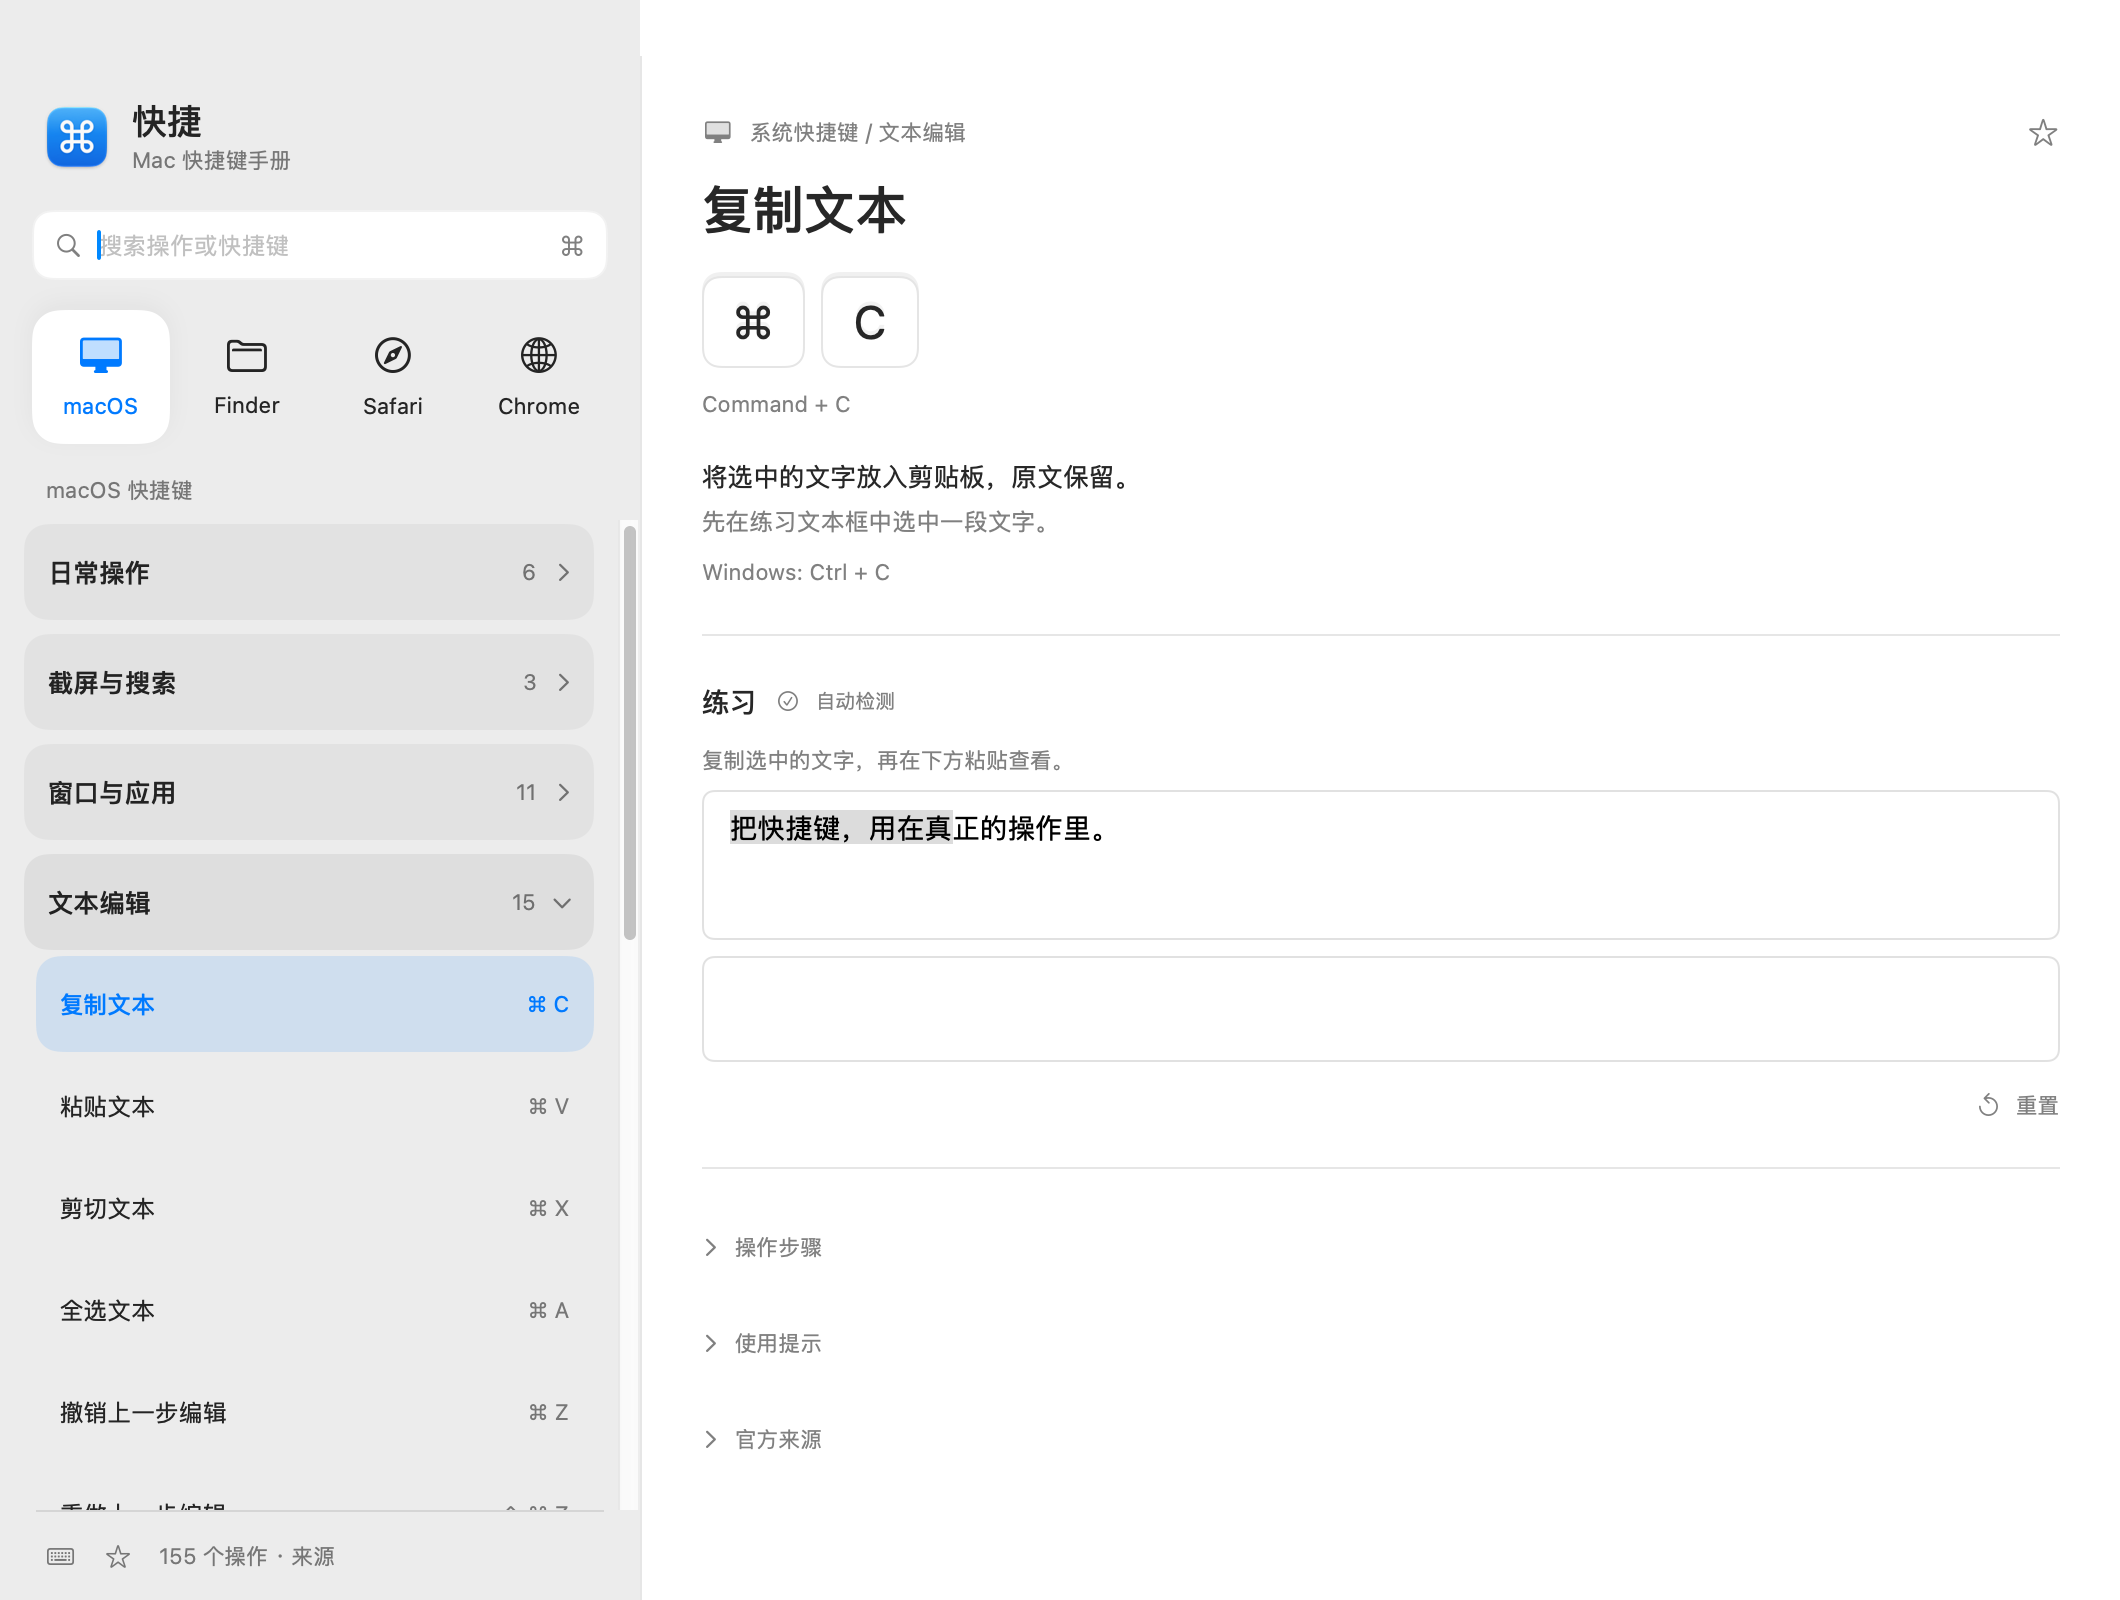 快捷
Mac 快捷键手册
搜索操作或快捷键 ⌘
macOS
Finder
Safari
Chrome
macOS 快捷键
日常操作 6
截屏与搜索 3
窗口与应用 11
文本编辑 15
复制文本 ⌘ C
粘贴文本 ⌘ V
剪切文本 ⌘ X
全选文本 ⌘ A
撤销上一步编辑 ⌘ Z
重做上一步编辑 ⇧ ⌘ Z
155 个操作 · 来源
系统快捷键 / 文本编辑
复制文本
⌘ C
Command + C
将选中的文字放入剪贴板，原文保留。
先在练习文本框中选中一段文字。
Windows: Ctrl + C
练习 自动检测
复制选中的文字，再在下方粘贴查看。
把快捷键，用在真正的操作里。
重置
操作步骤
使用提示
官方来源